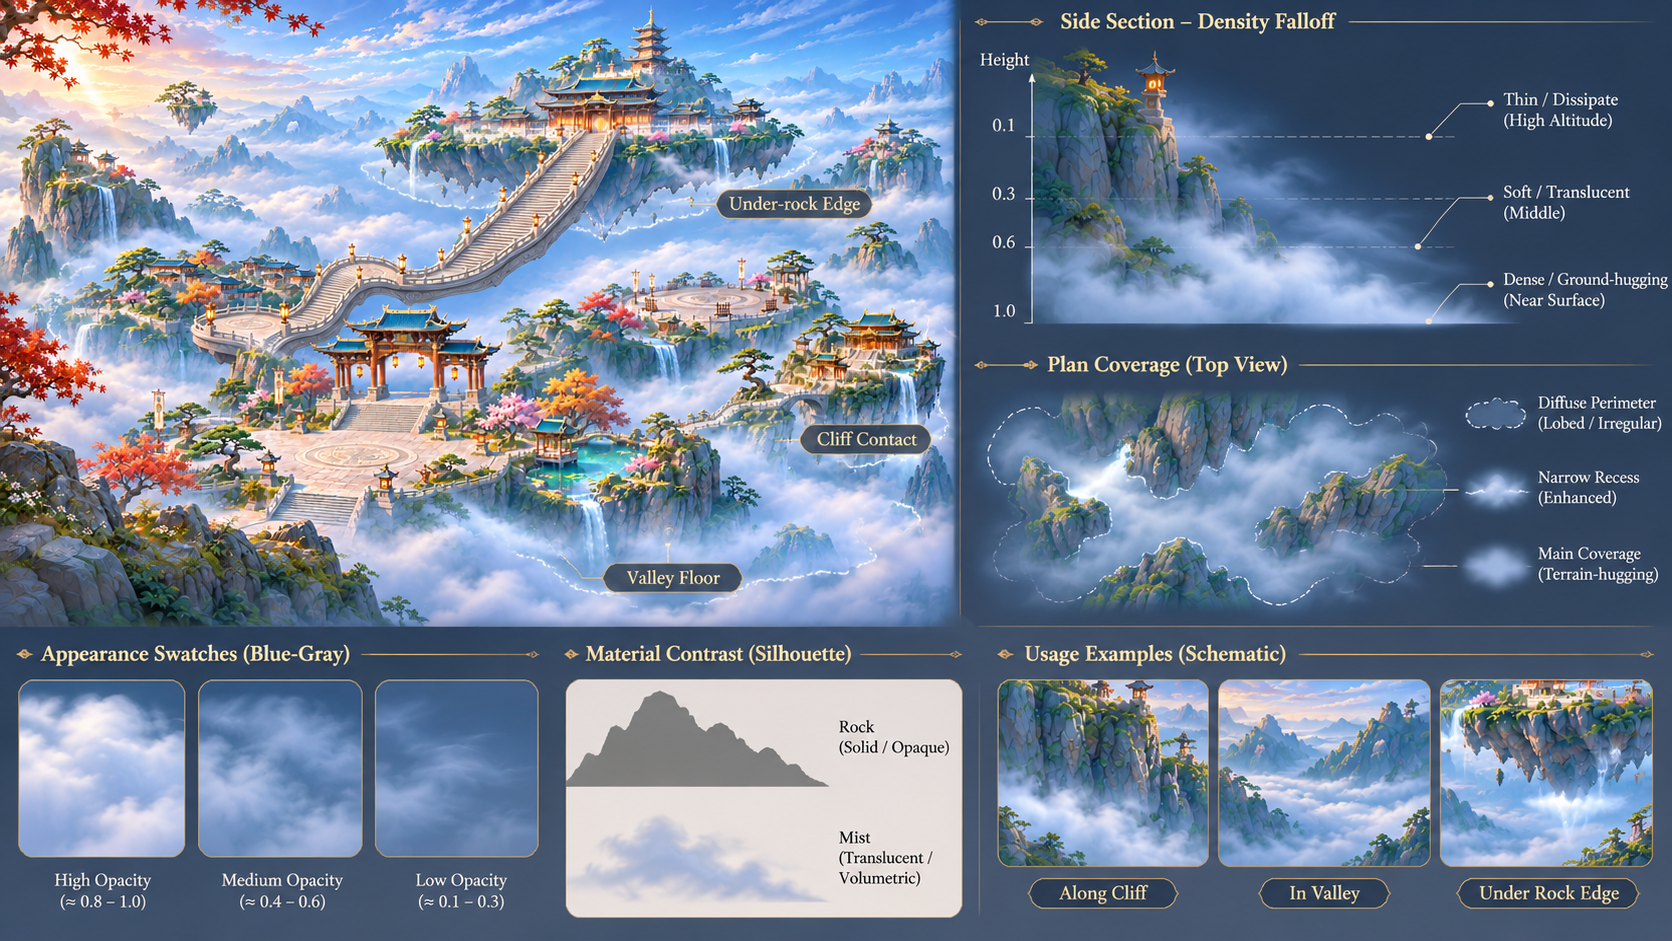 Under-rock Edge
Cliff Contact
Valley Floor
Side Section – Density Falloff
Height
0.1
0.3
0.6
1.0
Thin / Dissipate
(High Altitude)
Soft / Translucent
(Middle)
Dense / Ground-hugging
(Near Surface)
Plan Coverage (Top View)
Diffuse Perimeter
(Lobed / Irregular)
Narrow Recess
(Enhanced)
Main Coverage
(Terrain-hugging)
Appearance Swatches (Blue-Gray)
High Opacity
(≈ 0.8 – 1.0)
Medium Opacity
(≈ 0.4 – 0.6)
Low Opacity
(≈ 0.1 – 0.3)
Material Contrast (Silhouette)
Rock
(Solid / Opaque)
Mist
(Translucent /
Volumetric)
Usage Examples (Schematic)
Along Cliff
In Valley
Under Rock Edge